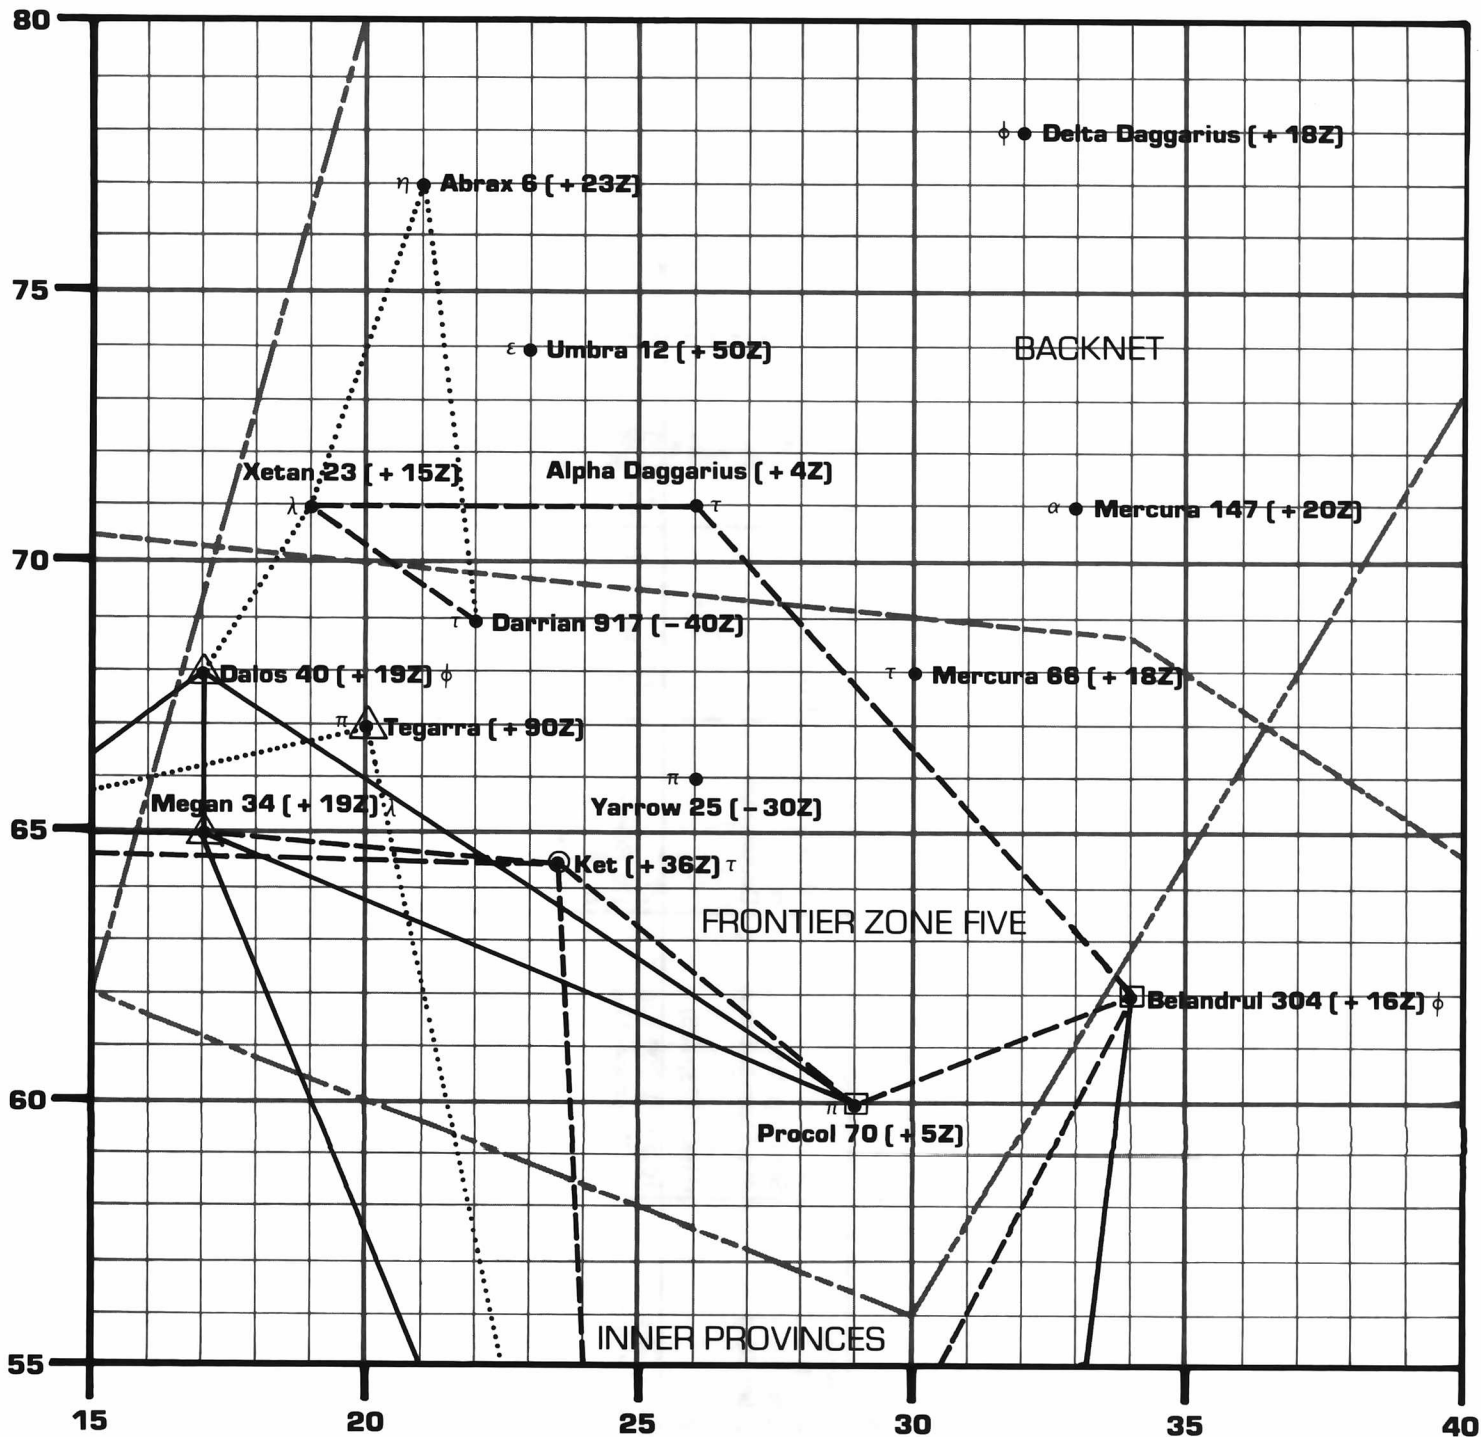 80
ϕ Delta Daggarius (+ 18Z)
η Abrax 6 (+ 23Z)
75
ε Umbra 12 (+ 50Z)
BACKNET
Xetan 23 (+ 15Z)
Alpha Daggarius (+ 4Z)
λ
τ
α Mercura 147 (+ 20Z)
70
τ Darrian 917 (– 40Z)
Dalos 40 (+ 19Z) ϕ
τ Mercura 66 (+ 18Z)
π Tegarra (+ 90Z)
π
Yarrow 25 (– 30Z)
Megan 34 (+ 19Z) λ
65
Ket (+ 36Z) τ
FRONTIER ZONE FIVE
Belandrul 304 (+ 16Z) ϕ
60
π
Procol 70 (+ 5Z)
INNER PROVINCES
55
15 20 25 30 35 40